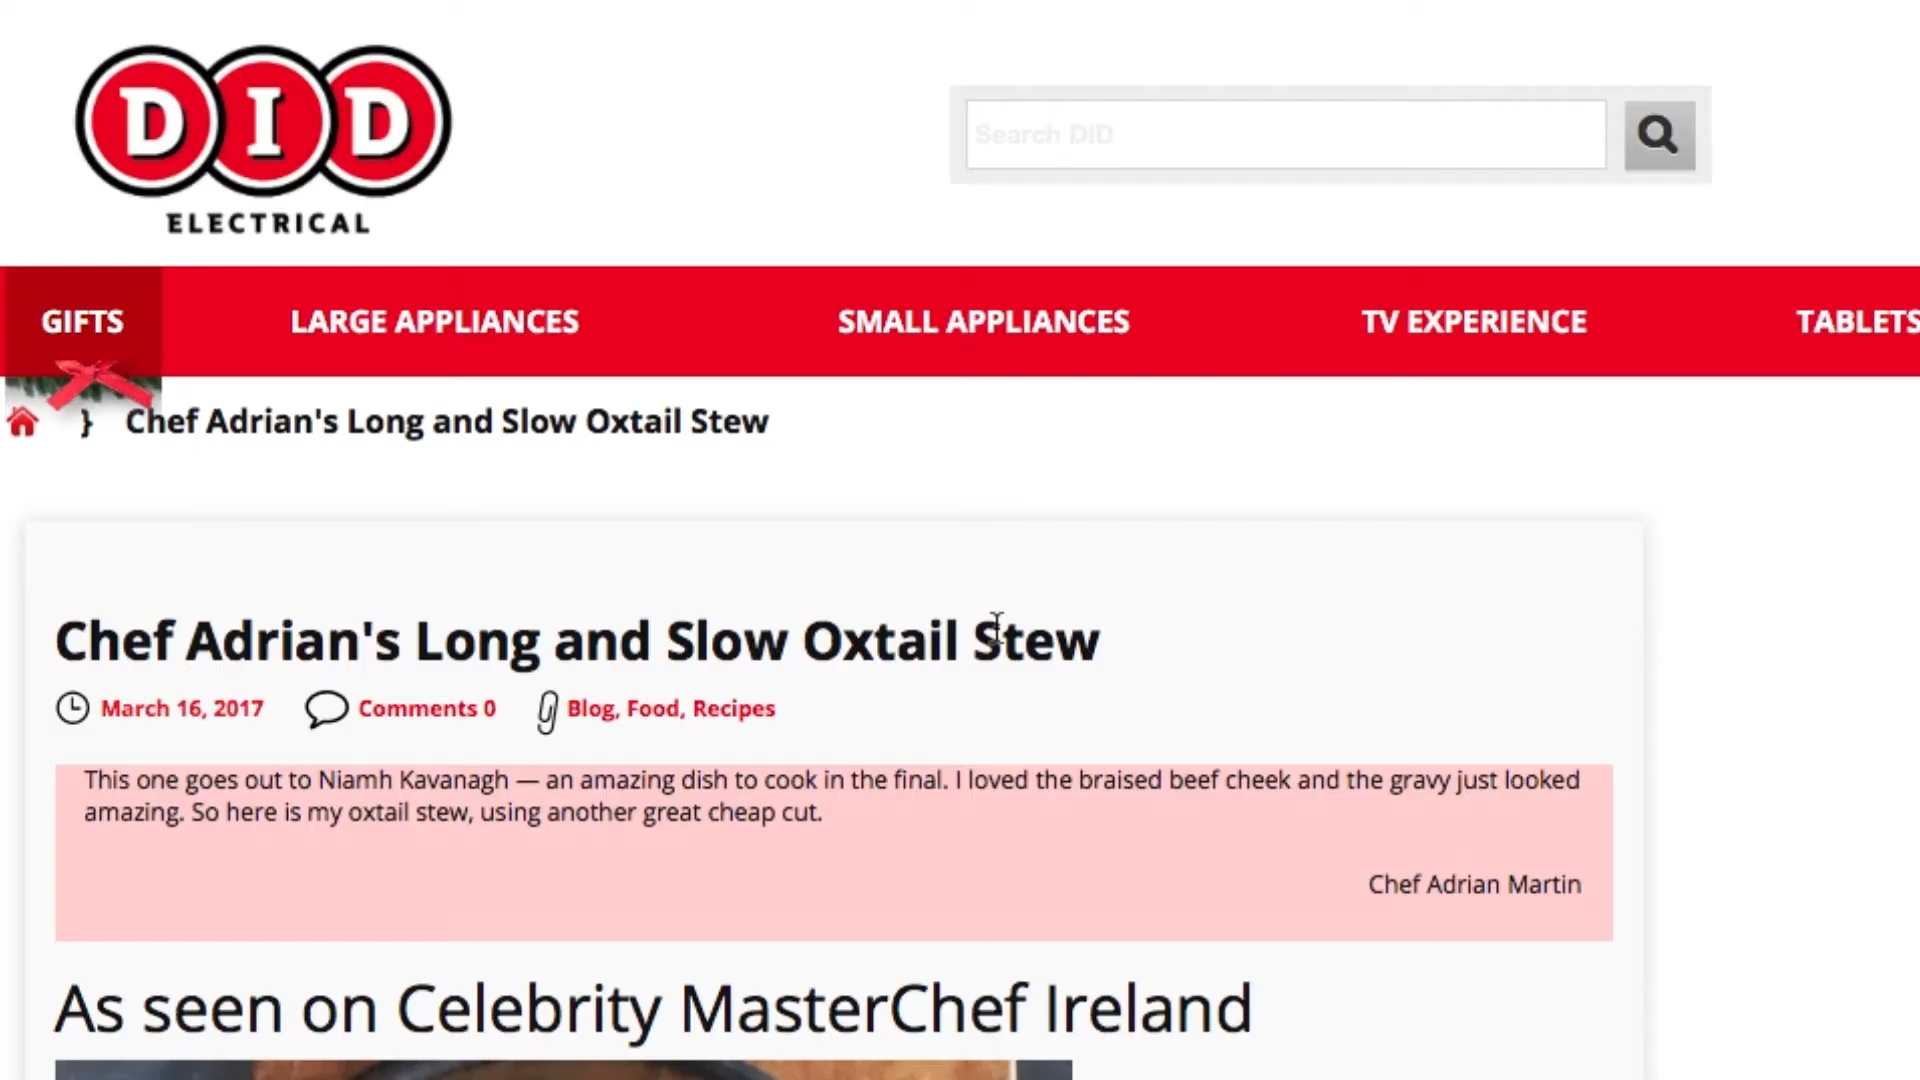 DID
ELECTRICAL
Search DID
GIFTS
LARGE APPLIANCES
SMALL APPLIANCES
TV EXPERIENCE
TABLETS
} Chef Adrian's Long and Slow Oxtail Stew
Chef Adrian's Long and Slow Oxtail Stew
March 16, 2017 Comments 0 Blog, Food, Recipes
This one goes out to Niamh Kavanagh — an amazing dish to cook in the final. I loved the braised beef cheek and the gravy just looked
amazing. So here is my oxtail stew, using another great cheap cut.
Chef Adrian Martin
As seen on Celebrity MasterChef Ireland